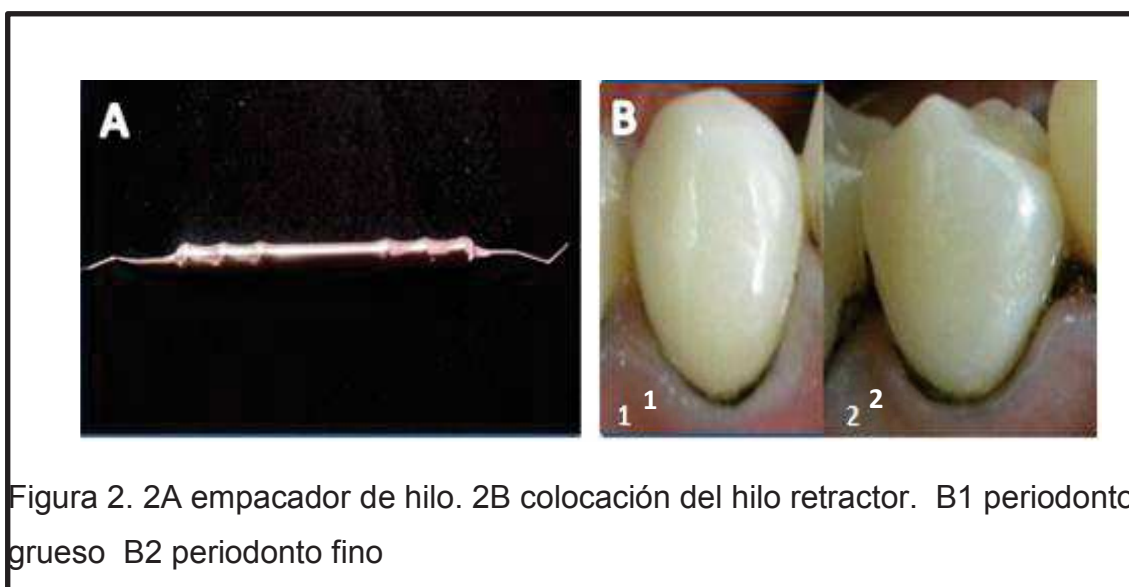 A
B
1 1
2 2
Figura 2. 2A empacador de hilo. 2B colocación del hilo retractor.  B1 periodonto
grueso  B2 periodonto fino